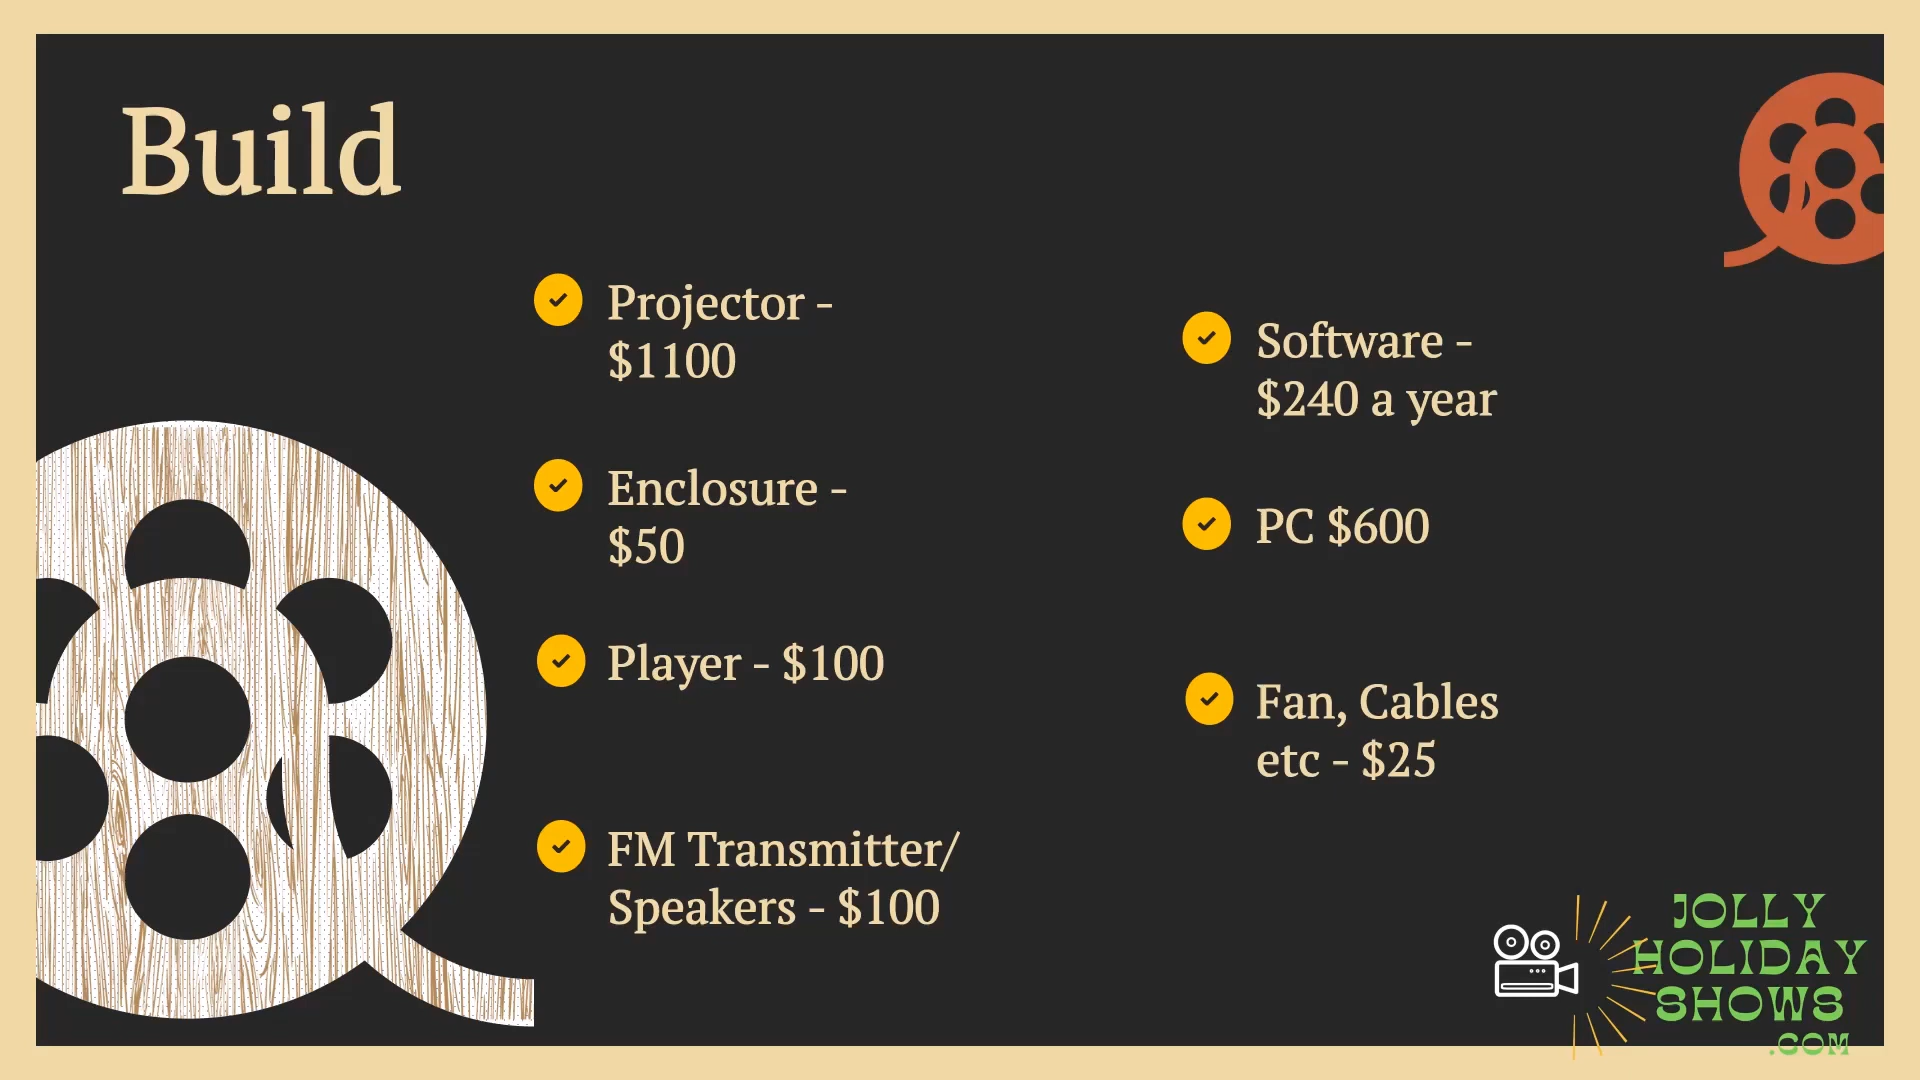 Build
Projector -
$1100
Enclosure -
$50
Player - $100
FM Transmitter/
Speakers - $100
Software -
$240 a year
PC $600
Fan, Cables
etc - $25
JOLLY
HOLIDAY
SHOWS
.COM